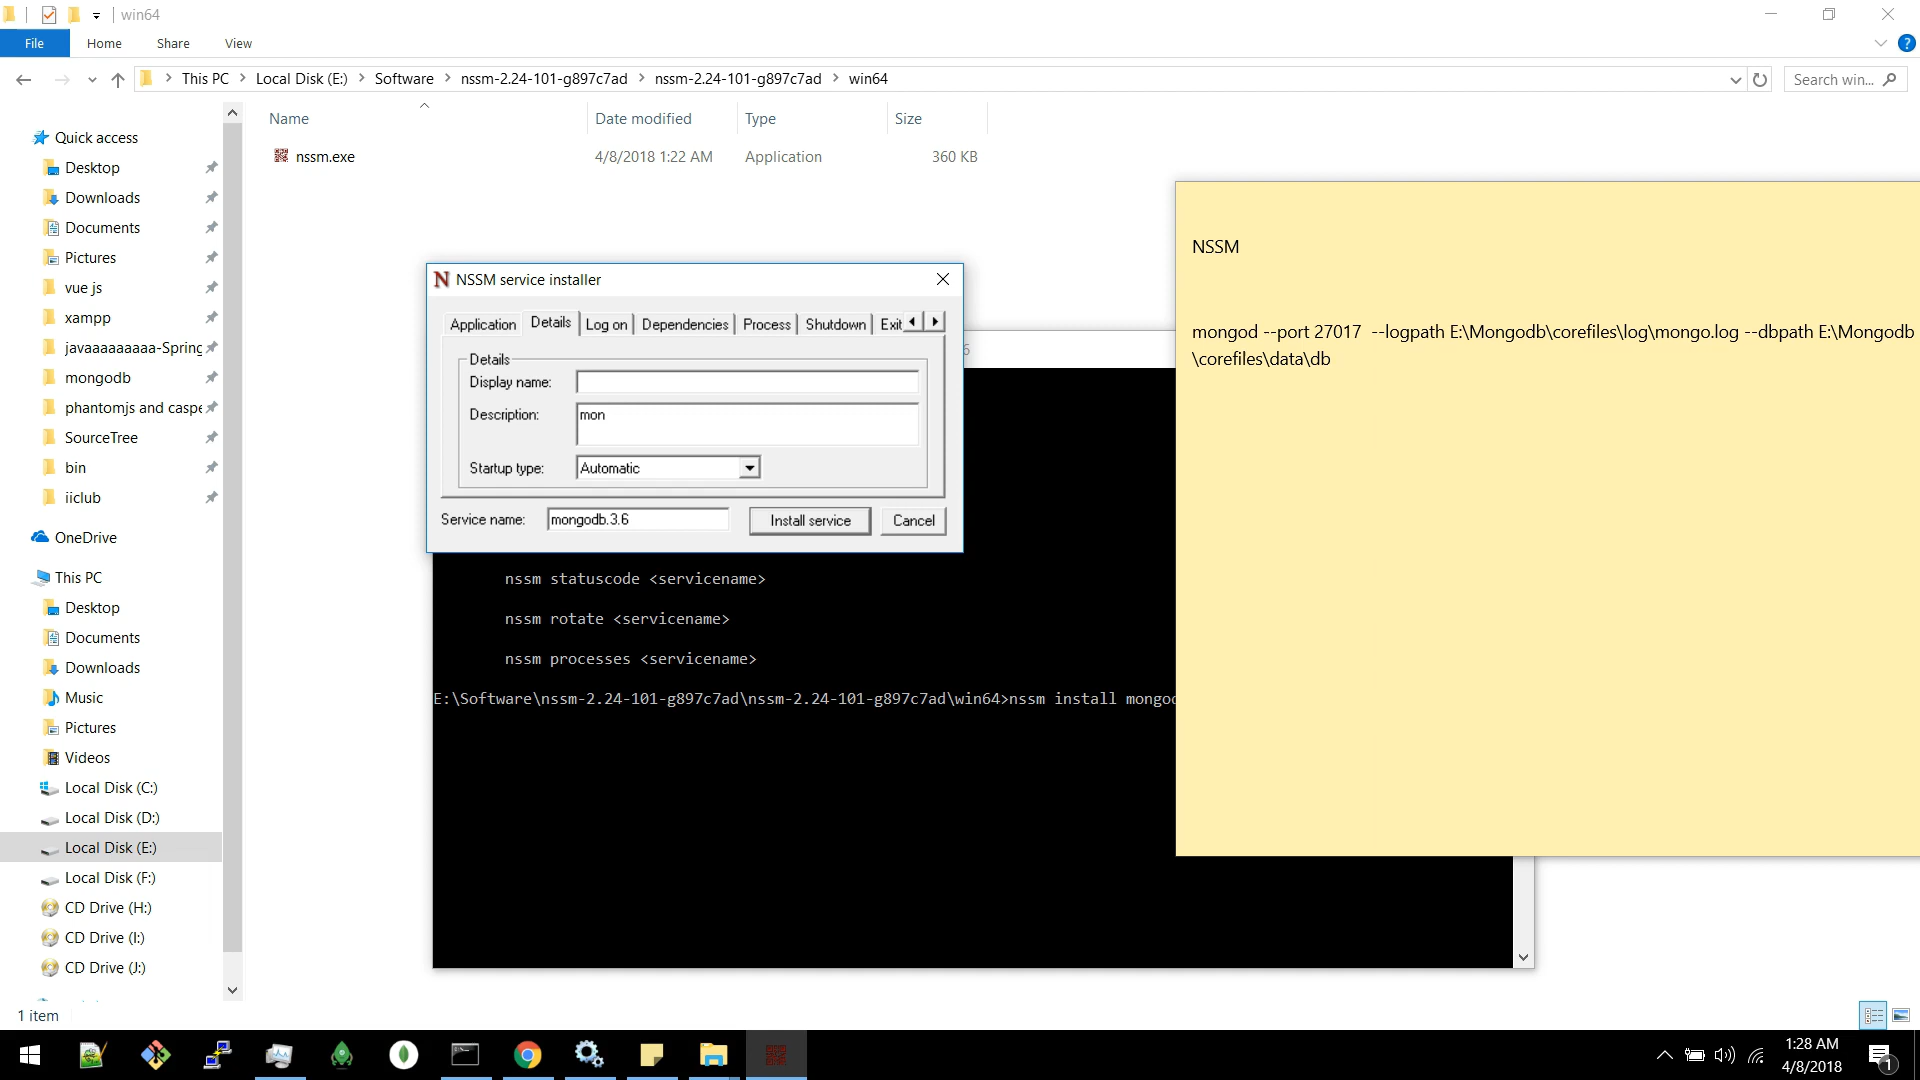 win64
File Home Share View
This PC Local Disk (E:) Software nssm-2.24-101-g897c7ad nssm-2.24-101-g897c7ad win64
Search win...
Name Date modified Type Size
nssm.exe 4/8/2018 1:22 AM Application 360 KB
Quick access
Desktop
Downloads
Documents
Pictures
vue js
xampp
javaaaaaaaaa-Spring
mongodb
phantomjs and caspe
SourceTree
bin
iiclub
OneDrive
This PC
Desktop
Documents
Downloads
Music
Pictures
Videos
Local Disk (C:)
Local Disk (D:)
Local Disk (E:)
Local Disk (F:)
CD Drive (H:)
CD Drive (I:)
CD Drive (J:)
1 item
NSSM service installer
Application Details Log on Dependencies Process Shutdown Exit
Details
Display name:
Description: mon
Startup type: Automatic
Service name: mongodb.3.6 Install service Cancel
6
nssm statuscode <servicename>
nssm rotate <servicename>
nssm processes <servicename>
E:\Software\nssm-2.24-101-g897c7ad\nssm-2.24-101-g897c7ad\win64>nssm install mongod
NSSM
mongod --port 27017 --logpath E:\Mongodb\corefiles\log\mongo.log --dbpath E:\Mongodb
\corefiles\data\db
1:28 AM
4/8/2018
1